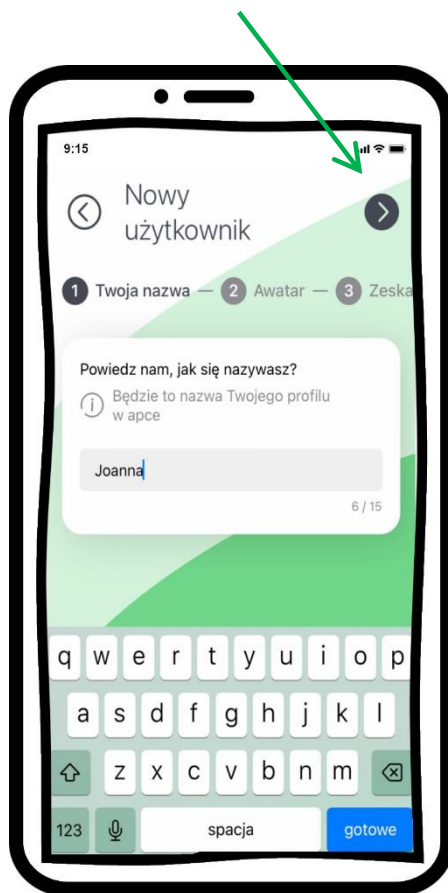 9:15
Nowy
użytkownik
1 Twoja nazwa — 2 Awatar — 3 Zeska
Powiedz nam, jak się nazywasz?
Będzie to nazwa Twojego profilu
w apce
Joanna
6 / 15
q w e r t y u i o p
a s d f g h j k l
z x c v b n m
123 spacja gotowe